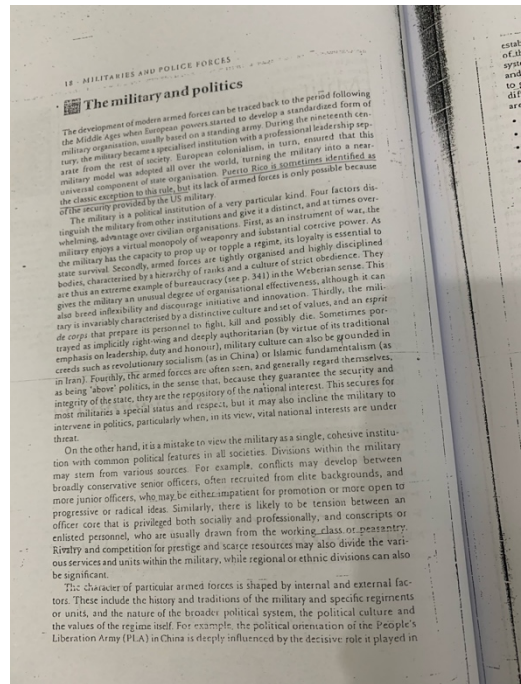 18 - MILITARIES AND POLICE FORCES
The military and politics
The development of modern armed forces can be traced back to the period following
the Middle Ages when European powers started to develop a standardized form of
military organisation, usually based on a standing army. During the nineteenth cen-
tury, the military became a specialised institution with a professional leadership sep-
arate from the rest of society. European colonialism, in turn, ensured that this
military model was adopted all over the world, turning the military into a near-
universal component of state organisation. Puerto Rico is sometimes identified as
the classic exception to this rule, but its lack of armed forces is only possible because
of the security provided by the US military.
The military is a political institution of a very particular kind. Four factors dis-
tinguish the military from other institutions and give it a distinct, and at times over-
whelming, advantage over civilian organisations. First, as an instrument of war, the
military enjoys a virtual monopoly of weaponry and substantial coercive power. As
the military has the capacity to prop up or topple a regime, its loyalty is essential to
state survival. Secondly, armed forces are tightly organised and highly disciplined
bodies, characterised by a hierarchy of ranks and a culture of strict obedience. They
are thus an extreme example of bureaucracy (see p. 341) in the Weberian sense. This
gives the military an unusual degree of organisational effectiveness, although it can
also breed inflexibility and discourage initiative and innovation. Thirdly, the mili-
tary is invariably characterised by a distinctive culture and set of values, and an esprit
de corps that prepare its personnel to fight, kill and possibly die. Sometimes por-
trayed as implicitly right-wing and deeply authoritarian (by virtue of its traditional
emphasis on leadership, duty and honour), military culture can also be grounded in
creeds such as revolutionary socialism (as in China) or Islamic fundamentalism (as
in Iran). Fourthly, the armed forces are often seen, and generally regard themselves,
as being 'above' politics, in the sense that, because they guarantee the security and
integrity of the state, they are the repository of the national interest. This secures for
most militaries a special status and respect, but it may also incline the military to
intervene in politics, particularly when, in its view, vital national interests are under
threat.
On the other hand, it is a mistake to view the military as a single, cohesive institu-
tion with common political features in all societies. Divisions within the military
may stem from various sources. For example, conflicts may develop between
broadly conservative senior officers, often recruited from elite backgrounds, and
more junior officers, who may be either impatient for promotion or more open to
progressive or radical ideas. Similarly, there is likely to be tension between an
officer core that is privileged both socially and professionally, and conscripts or
enlisted personnel, who are usually drawn from the working class or peasantry.
Rivalry and competition for prestige and scarce resources may also divide the vari-
ous services and units within the military, while regional or ethnic divisions can also
be significant.
The character of particular armed forces is shaped by internal and external fac-
tors. These include the history and traditions of the military and specific regiments
or units, and the nature of the broader political system, the political culture and
the values of the regime itself. For example, the political orientation of the People's
Liberation Army (PLA) in China is deeply influenced by the decisive role it played in